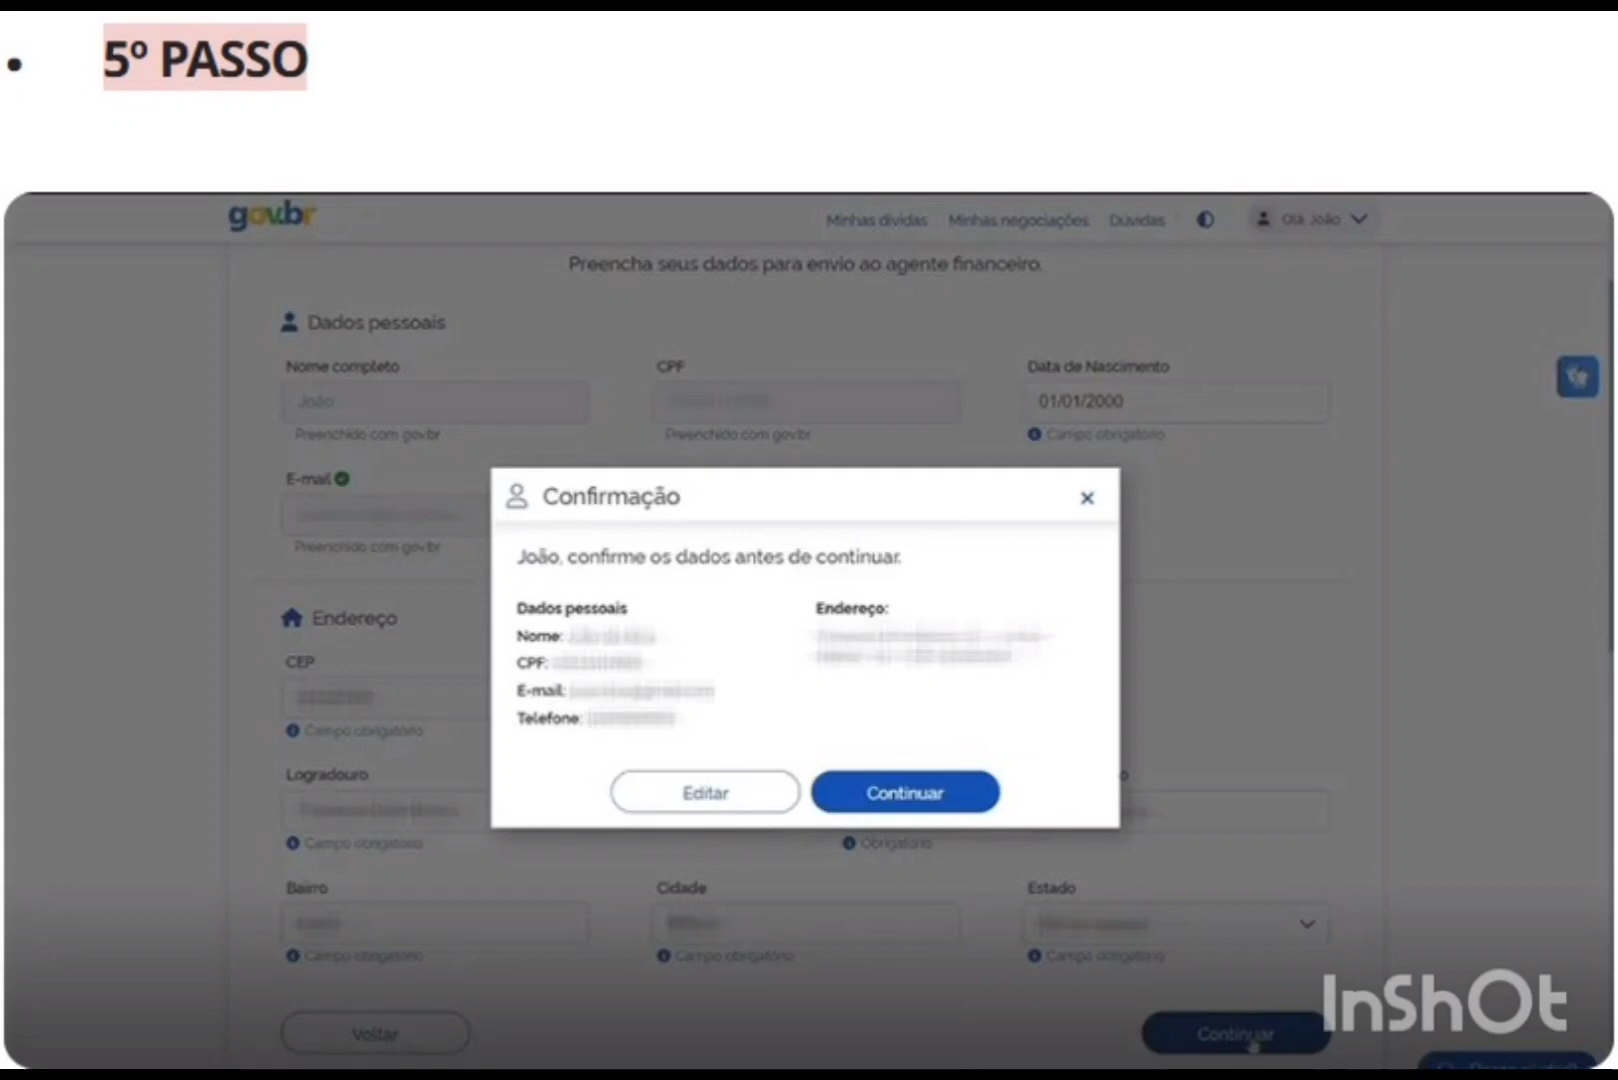 • 5º PASSO
gov.br
Minhas dívidas Minhas negociações Duvidas Olá João
Preencha seus dados para envio ao agente financeiro.
Dados pessoais
Nome completo CPF Data de Nascimento
João 01/01/2000
Preenchido com gov.br Preenchido com gov.br Campo obrigatório
E-mail
Preenchido com gov.br
Confirmação
João, confirme os dados antes de continuar.
Dados pessoais Endereço:
Nome:
CPF:
E-mail:
Telefone:
Editar Continuar
Endereço
CEP
Campo obrigatório
Logradouro
Campo obrigatório Obrigatório
Bairro Cidade Estado
Campo obrigatório Campo obrigatório Campo obrigatório
Voltar Continuar
InShOt